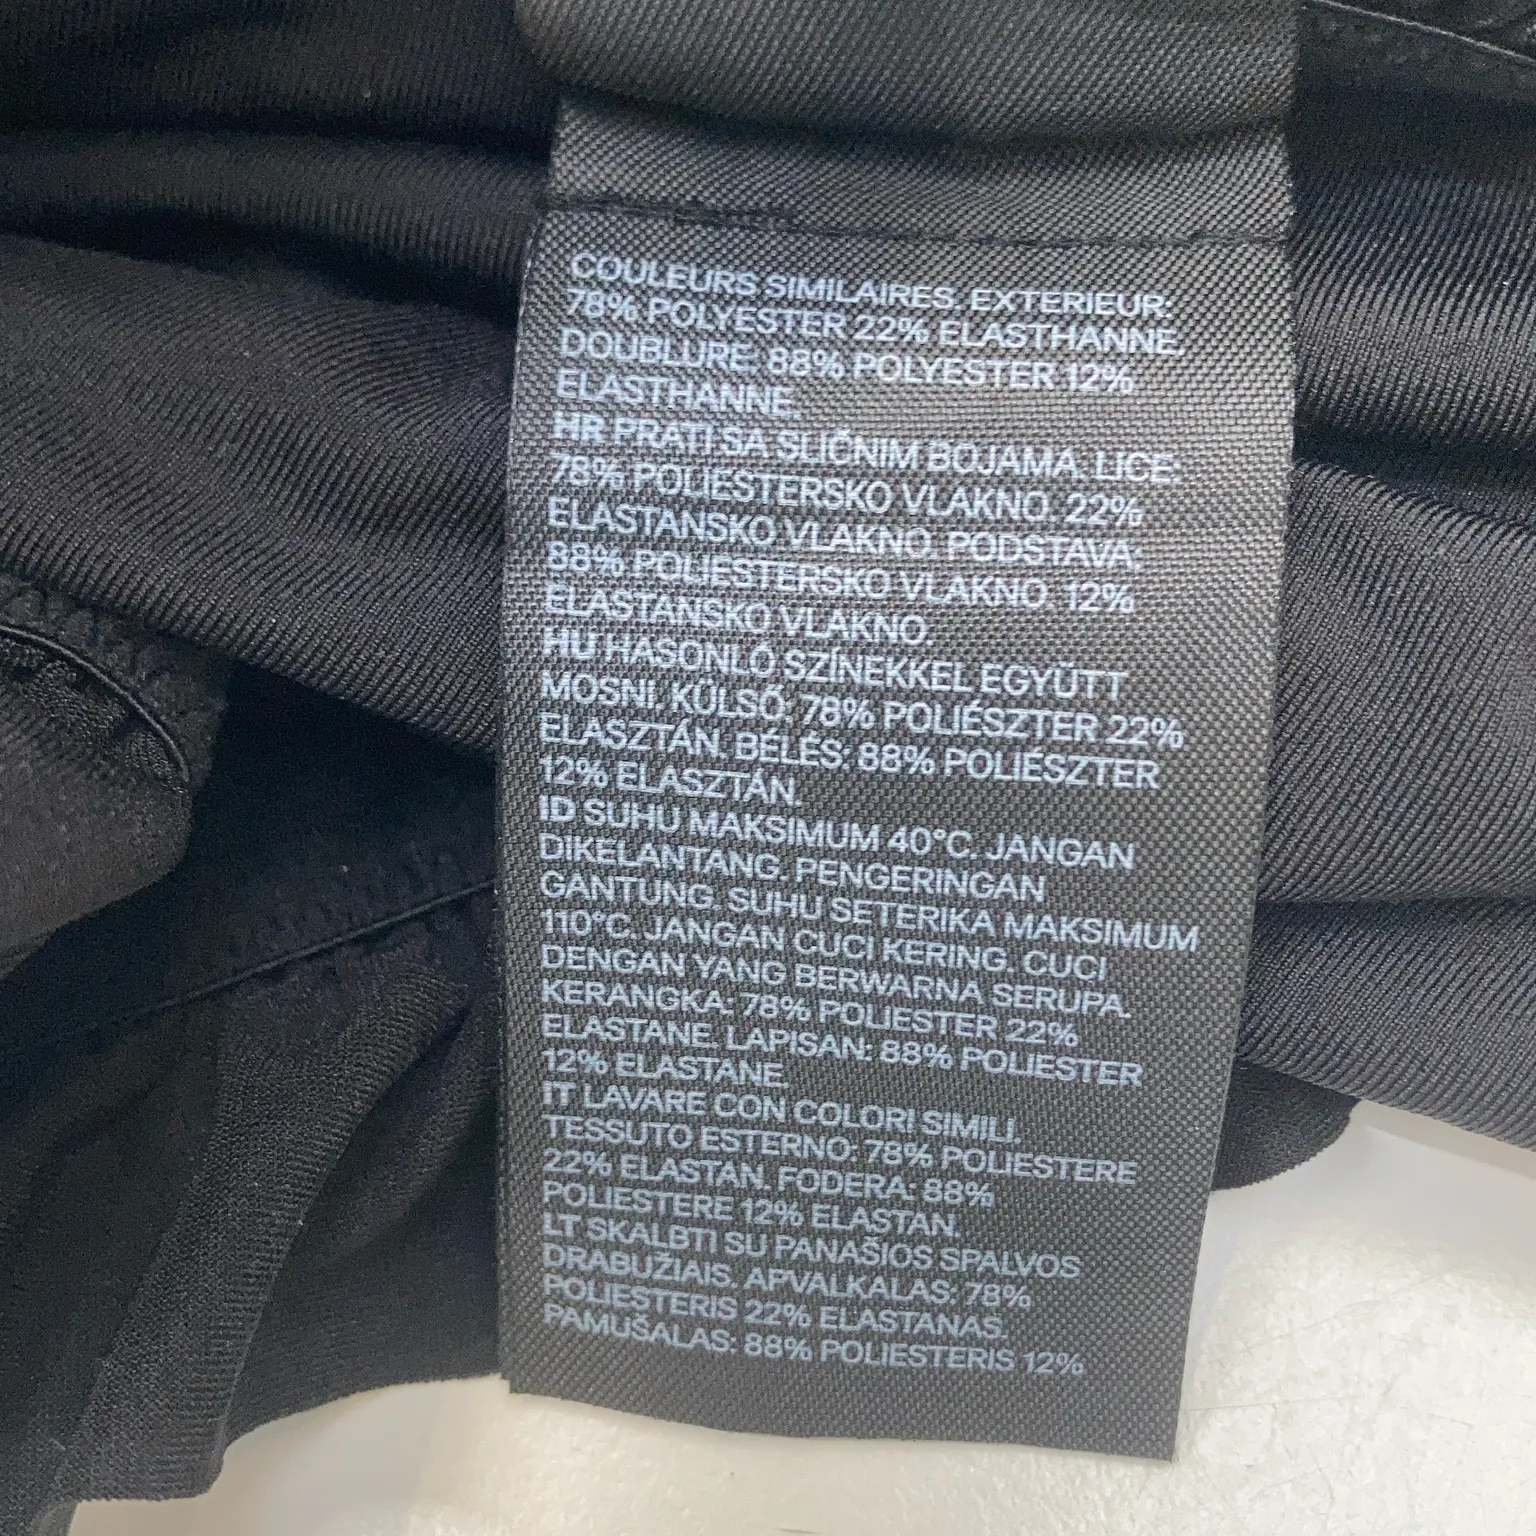 COULEURS SIMILAIRES. EXTERIEUR:
78% POLYESTER 22% ELASTHANNE.
DOUBLURE: 88% POLYESTER 12%
ELASTHANNE.
HR PRATI SA SLIČNIM BOJAMA. LICE:
78% POLIESTERSKO VLAKNO. 22%
ELASTANSKO VLAKNO. PODSTAVA:
88% POLIESTERSKO VLAKNO. 12%
ELASTANSKO VLAKNO.
HU HASONLÓ SZÍNEKKEL EGYÜTT
MOSNI. KÜLSŐ: 78% POLIÉSZTER 22%
ELASZTÁN. BÉLÉS: 88% POLIÉSZTER
12% ELASZTÁN.
ID SUHU MAKSIMUM 40°C. JANGAN
DIKELANTANG. PENGERINGAN
GANTUNG. SUHU SETERIKA MAKSIMUM
110°C. JANGAN CUCI KERING. CUCI
DENGAN YANG BERWARNA SERUPA.
KERANGKA: 78% POLIESTER 22%
ELASTANE. LAPISAN: 88% POLIESTER
12% ELASTANE.
IT LAVARE CON COLORI SIMILI.
TESSUTO ESTERNO: 78% POLIESTERE
22% ELASTAN. FODERA: 88%
POLIESTERE 12% ELASTAN.
LT SKALBTI SU PANAŠIOS SPALVOS
DRABUŽIAIS. APVALKALAS: 78%
POLIESTERIS 22% ELASTANAS.
PAMUŠALAS: 88% POLIESTERIS 12%